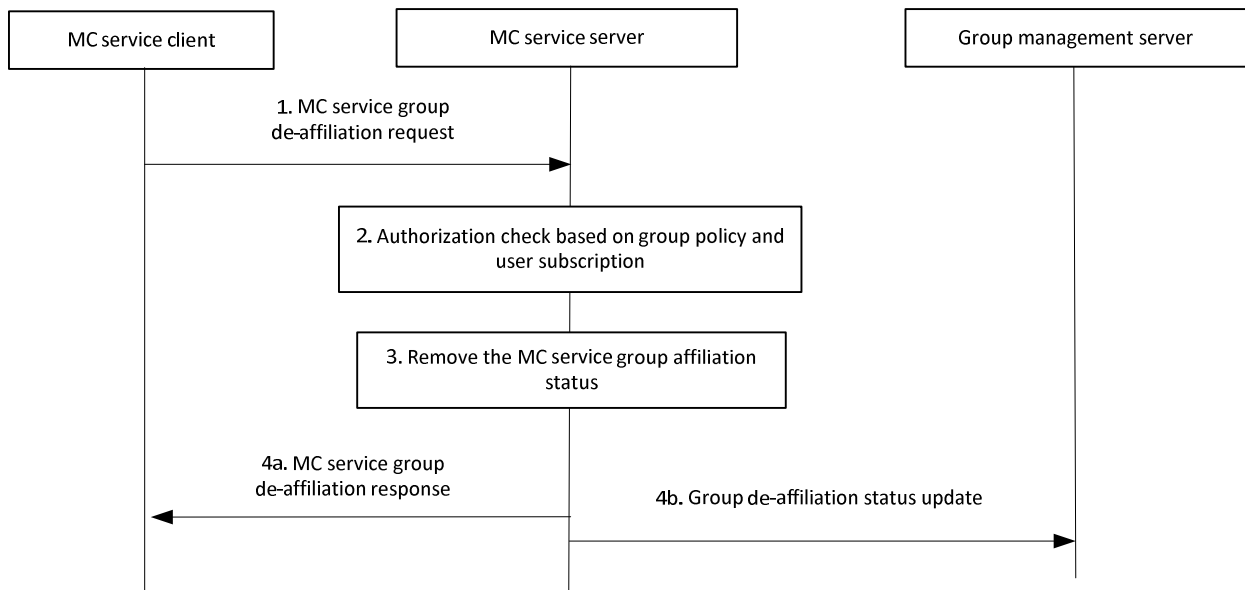 MC service client
MC service server
Group management server
1. MC service group
de-affiliation request
2. Authorization check based on group policy and
user subscription
3. Remove the MC service group affiliation
status
4a. MC service group
de-affiliation response
4b. Group de-affiliation status update